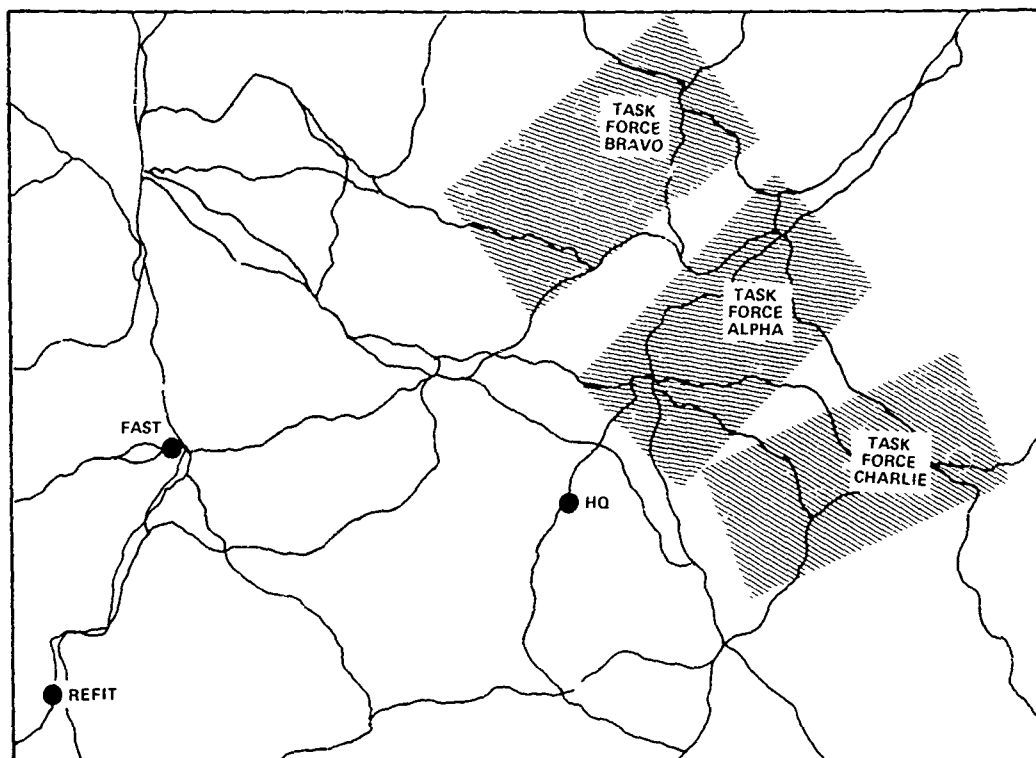 TASK
FORCE
BRAVO
TASK
FORCE
ALPHA
FAST
TASK
FORCE
CHARLIE
HQ
REFIT